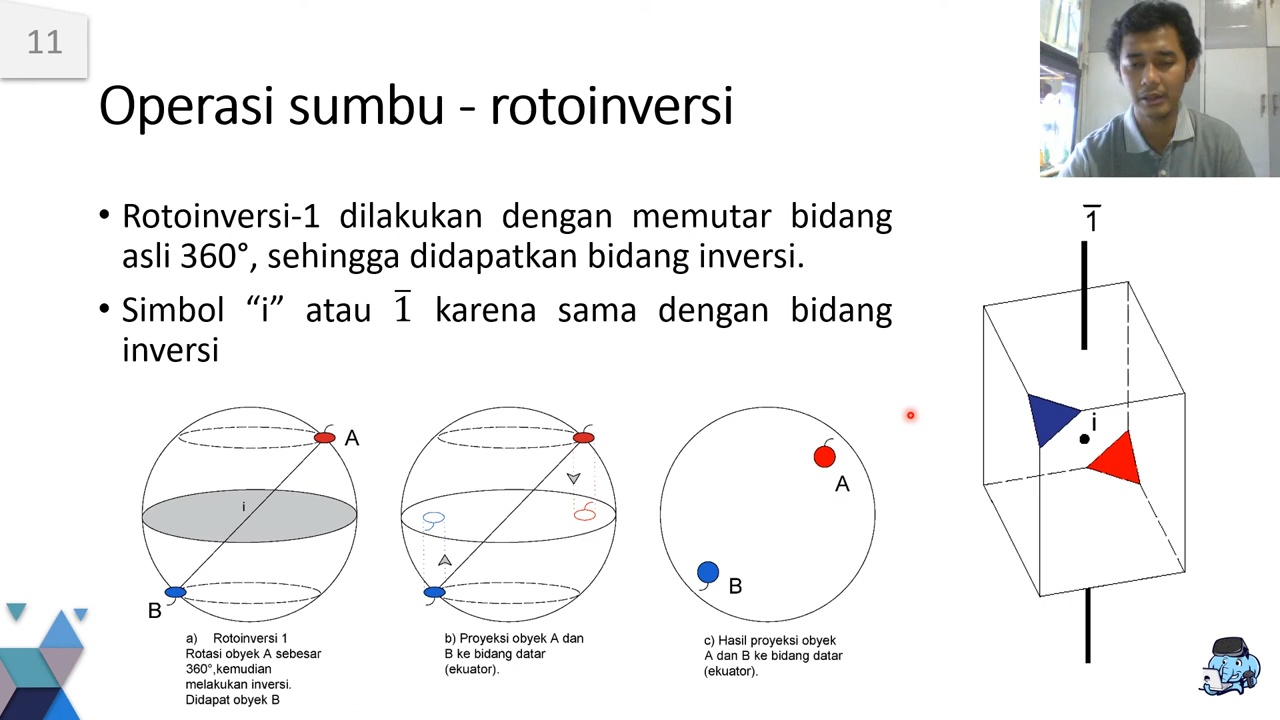 11
Operasi sumbu - rotoinversi
• Rotoinversi-1 dilakukan dengan memutar bidang
asli 360°, sehingga didapatkan bidang inversi.
• Simbol “i” atau 1̅ karena sama dengan bidang
inversi
A
i
B
a) Rotoinversi 1
Rotasi obyek A sebesar
360°,kemudian
melakukan inversi.
Didapat obyek B
b) Proyeksi obyek A dan
B ke bidang datar
(ekuator).
A
B
c) Hasil proyeksi obyek
A dan B ke bidang datar
(ekuator).
1̅
i